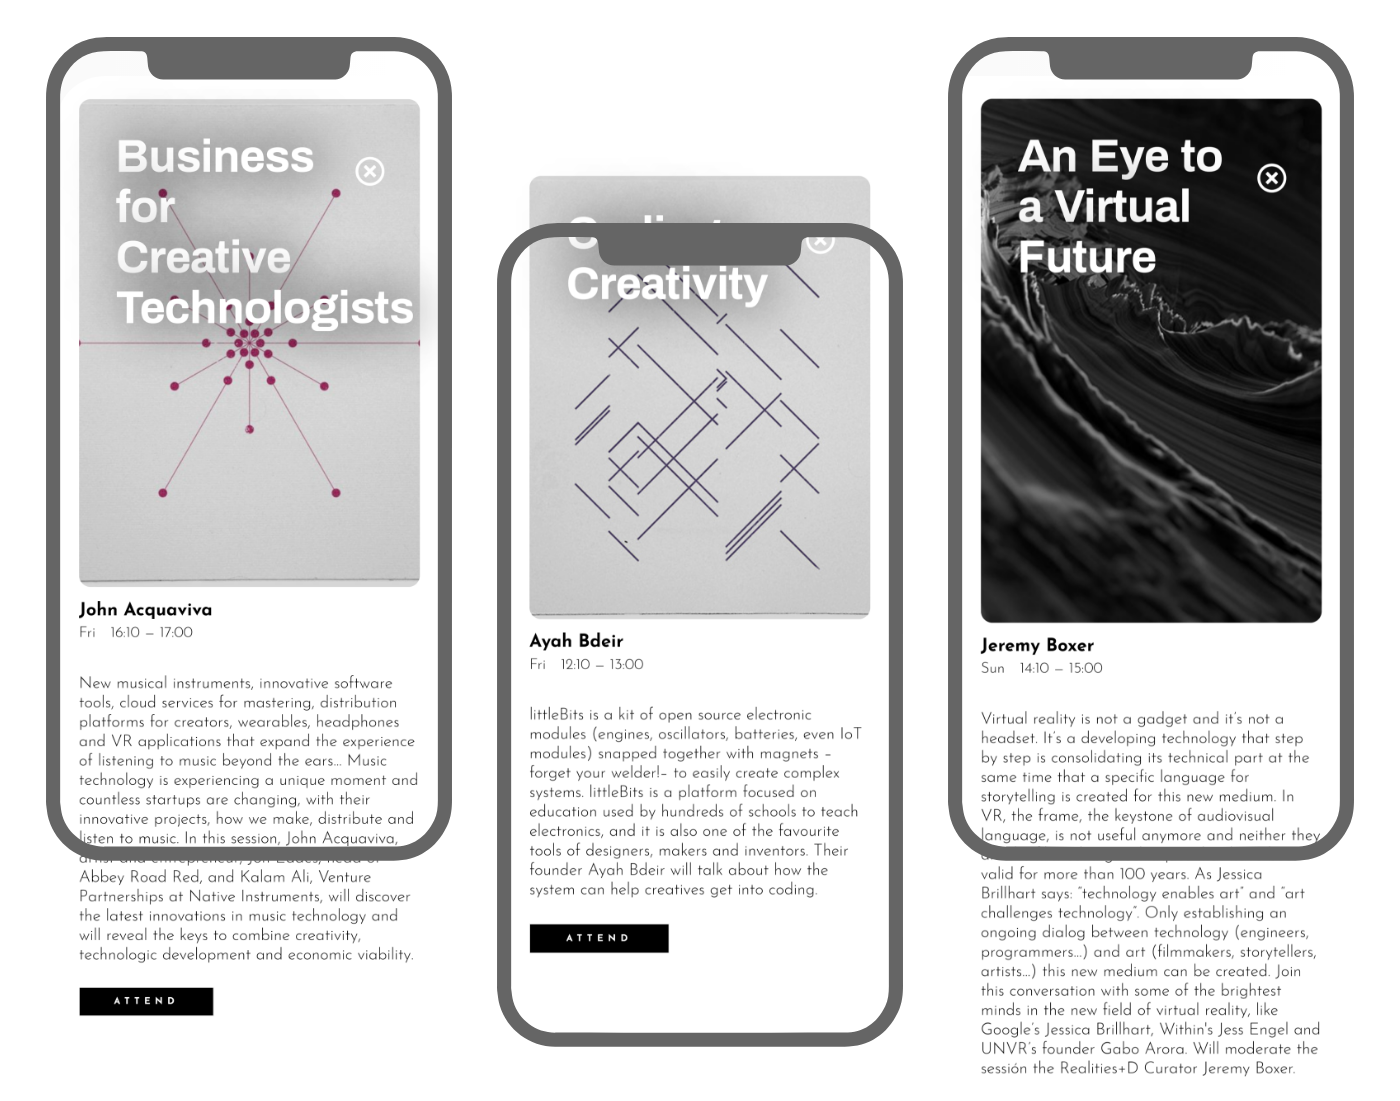 Business
for
Creative
Technologists
John Acquaviva
Fri 16:10 – 17:00
New musical instruments, innovative software
tools, cloud services for mastering, distribution
platforms for creators, wearables, headphones
and VR applications that expand the experience
of listening to music beyond the ears... Music
technology is experiencing a unique moment and
countless startups are changing, with their
innovative projects, how we make, distribute and
listen to music. In this session, John Acquaviva,
artist and entrepreneur, Jon Eades, head of
Abbey Road Red, and Kalam Ali, Venture
Partnerships at Native Instruments, will discover
the latest innovations in music technology and
will reveal the keys to combine creativity,
technologic development and economic viability.
ATTEND
Creativity
Ayah Bdeir
Fri 12:10 – 13:00
littleBits is a kit of open source electronic
modules (engines, oscillators, batteries, even IoT
modules) snapped together with magnets –
forget your welder!– to easily create complex
systems. littleBits is a platform focused on
education used by hundreds of schools to teach
electronics, and it is also one of the favourite
tools of designers, makers and inventors. Their
founder Ayah Bdeir will talk about how the
system can help creatives get into coding.
ATTEND
An Eye to
a Virtual
Future
Jeremy Boxer
Sun 14:10 – 15:00
Virtual reality is not a gadget and it's not a
headset. It's a developing technology that step
by step is consolidating its technical part at the
same time that a specific language for
storytelling is created for this new medium. In
VR, the frame, the keystone of audiovisual
language, is not useful anymore and neither they
valid for more than 100 years. As Jessica
Brillhart says: "technology enables art" and "art
challenges technology". Only establishing an
ongoing dialog between technology (engineers,
programmers...) and art (filmmakers, storytellers,
artists...) this new medium can be created. Join
this conversation with some of the brightest
minds in the new field of virtual reality, like
Google's Jessica Brillhart, Within's Jess Engel and
UNVR's founder Gabo Arora. Will moderate the
sessión the Realities+D Curator Jeremy Boxer.